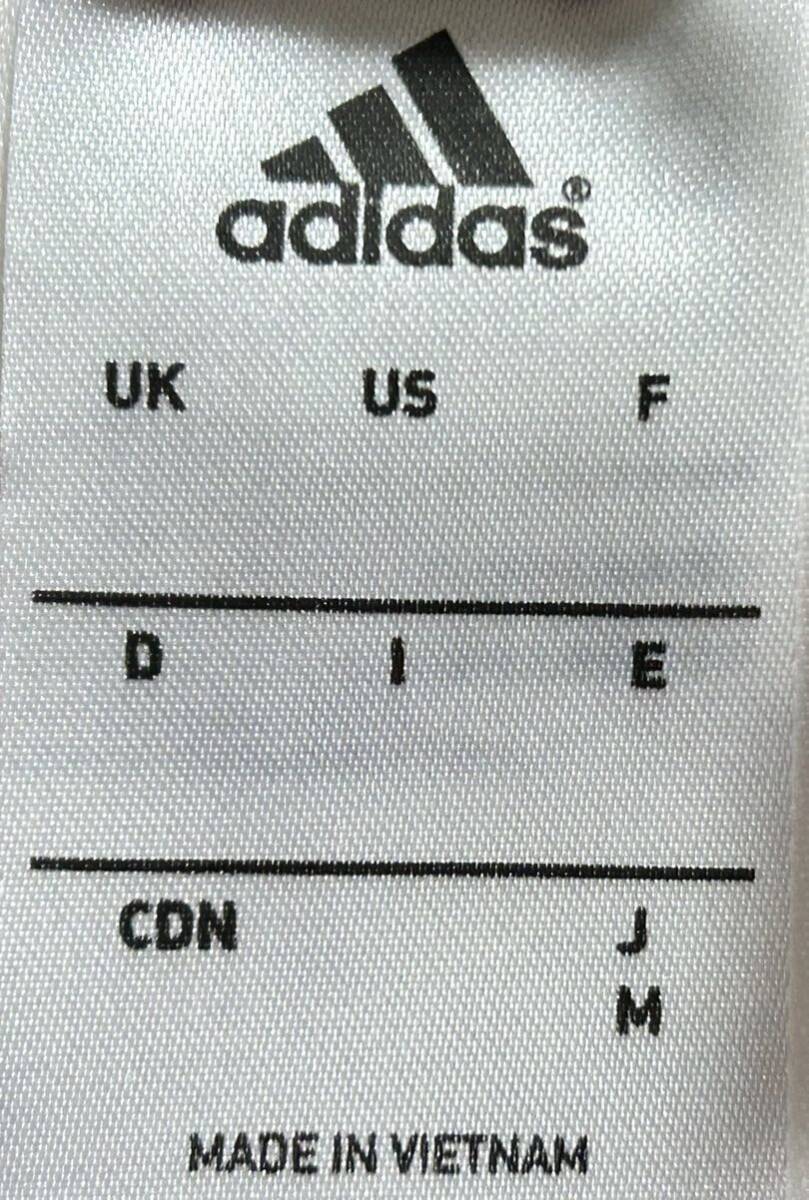 adidas®
UK US F
D I E
CDN J
M
MADE IN VIETNAM